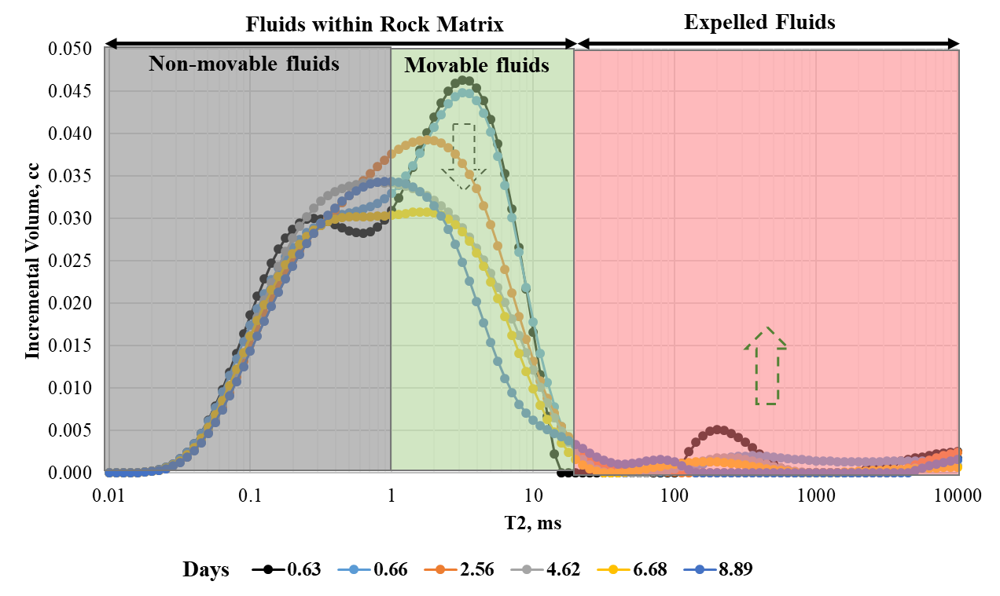 Fluids within Rock Matrix
Expelled Fluids
Non-movable fluids
Movable fluids
Incremental Volume, cc
0.050
0.045
0.040
0.035
0.030
0.025
0.020
0.015
0.010
0.005
0.000
0.01 0.1 1 10 100 1000 10000
T2, ms
Days 0.63 0.66 2.56 4.62 6.68 8.89